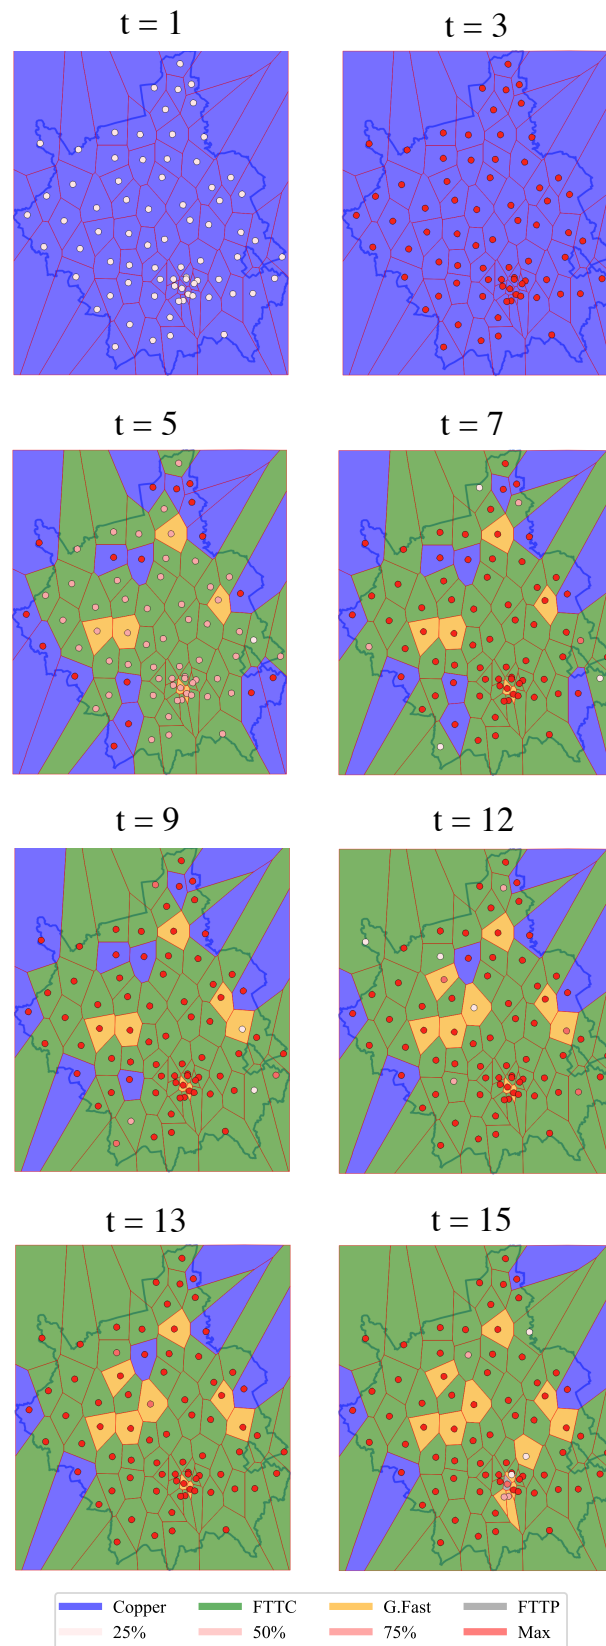 t = 1
t = 3
t = 5
t = 7
t = 9
t = 12
t = 13
t = 15
Copper FTTC G.Fast FTTP
25% 50% 75% Max